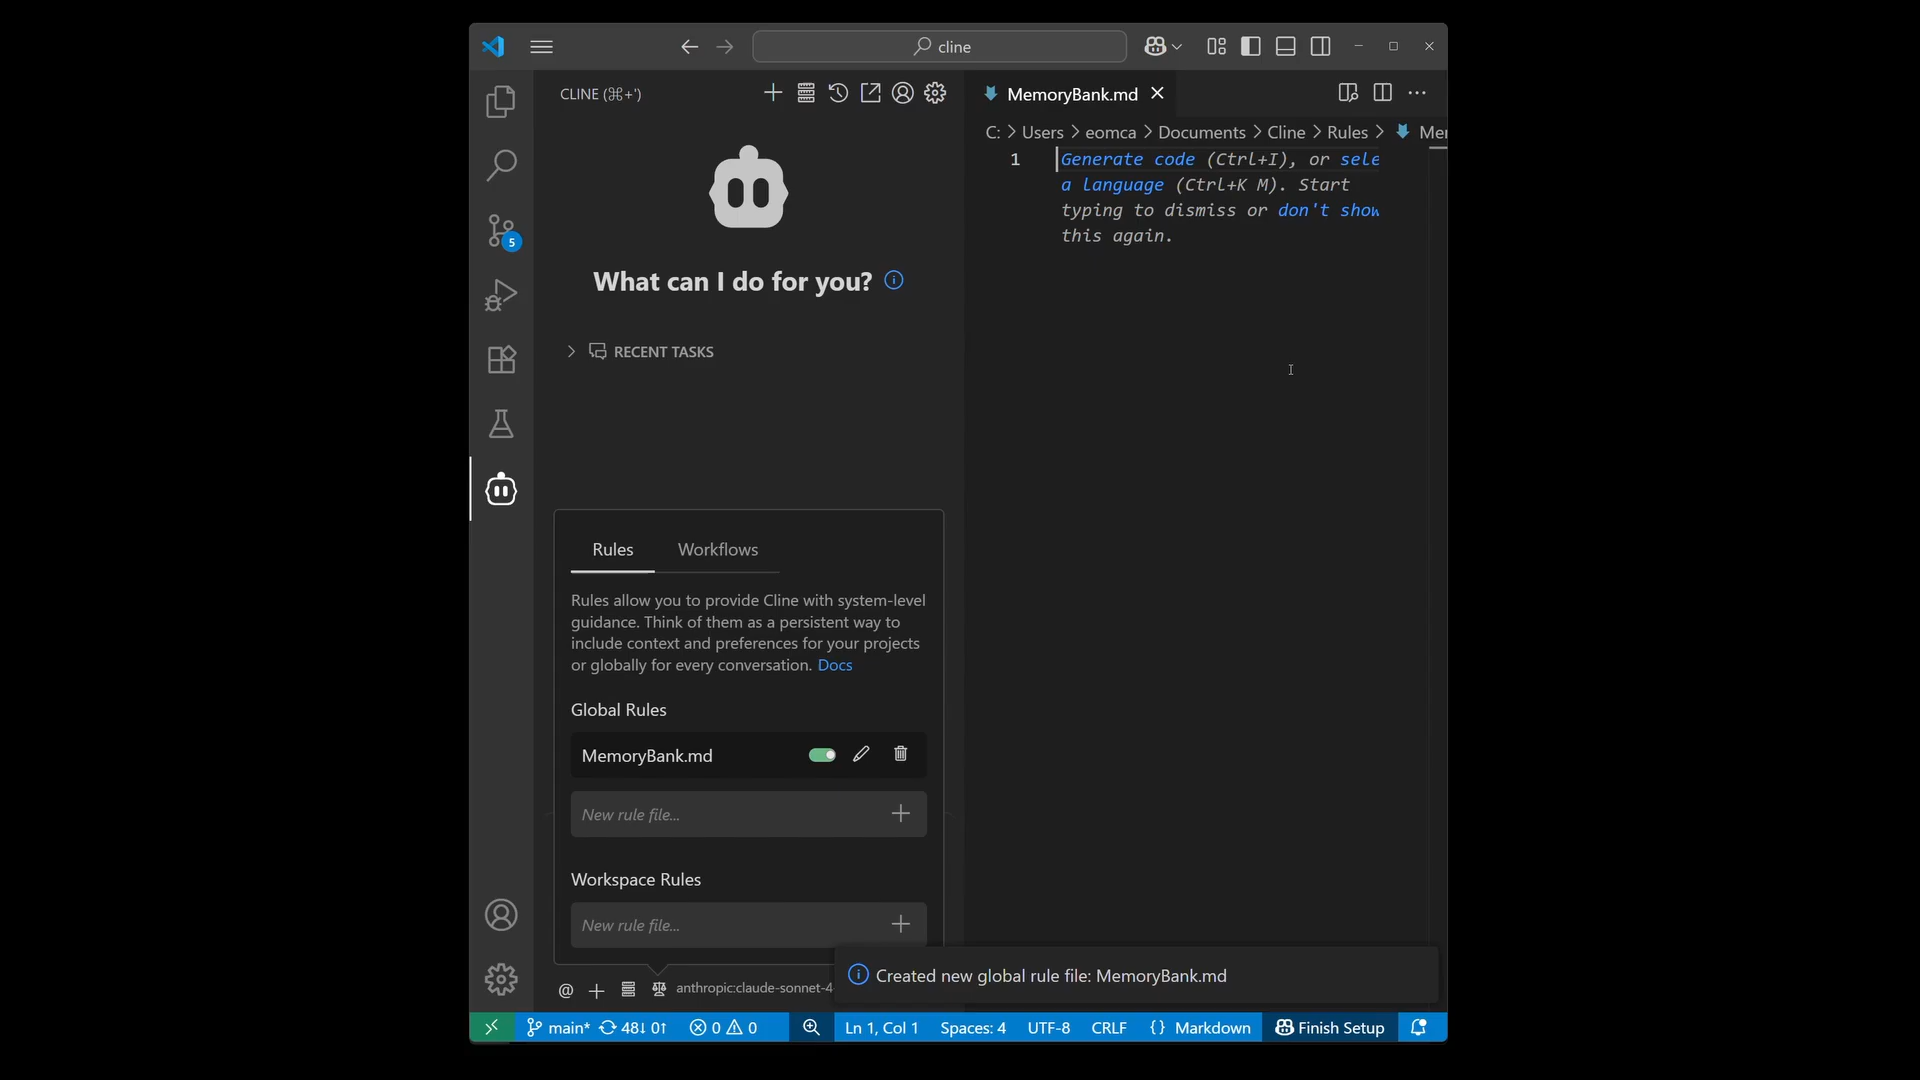 cline
CLINE (⌘+')
MemoryBank.md
C: > Users > eomca > Documents > Cline > Rules > Mer
1
Generate code (Ctrl+I), or sele
a language (Ctrl+K M). Start
typing to dismiss or don't show
this again.
5
What can I do for you?
RECENT TASKS
Rules Workflows
Rules allow you to provide Cline with system-level
guidance. Think of them as a persistent way to
include context and preferences for your projects
or globally for every conversation. Docs
Global Rules
MemoryBank.md
New rule file...
Workspace Rules
New rule file...
@ anthropic:claude-sonnet-4-
Created new global rule file: MemoryBank.md
main* 48↓ 0↑ 0 0 Ln 1, Col 1 Spaces: 4 UTF-8 CRLF {} Markdown Finish Setup